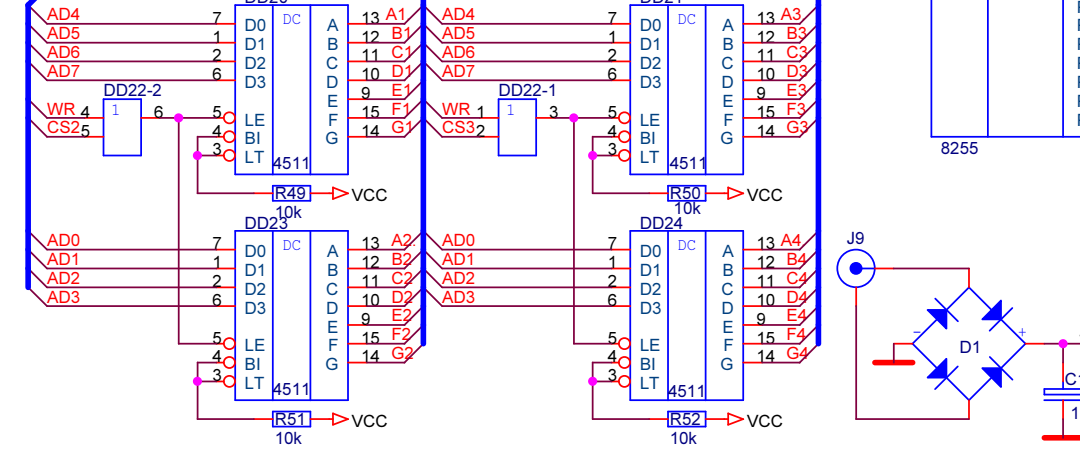 AD4 7 D0 DC A 13 A1 AD4 7 D0 DC A 13 A3
AD5 1 D1 B 12 B1 AD5 1 D1 B 12 B3
AD6 2 D2 C 11 C1 AD6 2 D2 C 11 C3
AD7 6 D3 D 10 D1 AD7 6 D3 D 10 D3
DD22-2 E 9 E1 DD22-1 E 9 E3
WR 4 1 6 5 LE F 15 F1 WR 1 1 3 5 LE F 15 F3
CS2 5 4 BI G 14 G1 CS3 2 4 BI G 14 G3
3 LT 4511 3 LT 4511 8255
R49 VCC R50 VCC
10k 10k
DD23 DD24
AD0 7 D0 DC A 13 A2 AD0 7 D0 DC A 13 A4 J9
AD1 1 D1 B 12 B2 AD1 1 D1 B 12 B4
AD2 2 D2 C 11 C2 AD2 2 D2 C 11 C4
AD3 6 D3 D 10 D2 AD3 6 D3 D 10 D4
E 9 E2 E 9 E4
5 LE F 15 F2 5 LE F 15 F4 - D1 +
4 BI G 14 G2 4 BI G 14 G4
3 LT 4511 3 LT 4511
R51 VCC R52 VCC
10k 10k